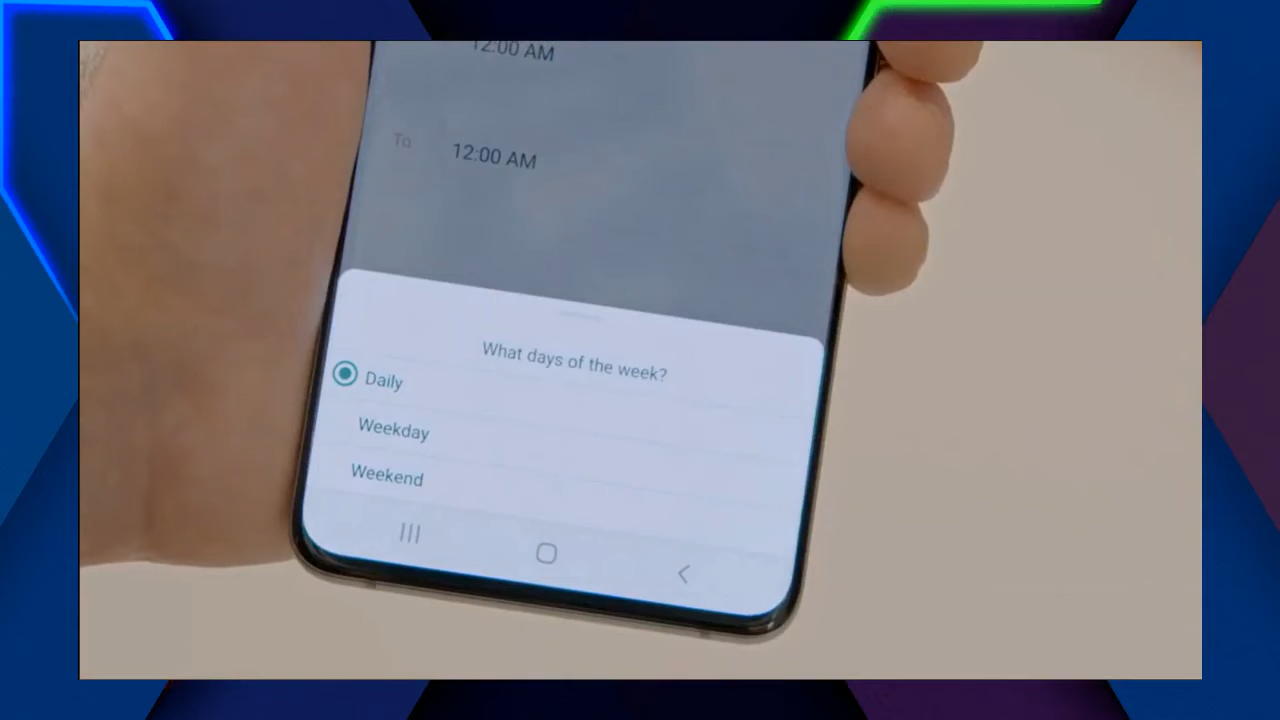 12:00 AM
To 12:00 AM
What days of the week?
Daily
Weekday
Weekend